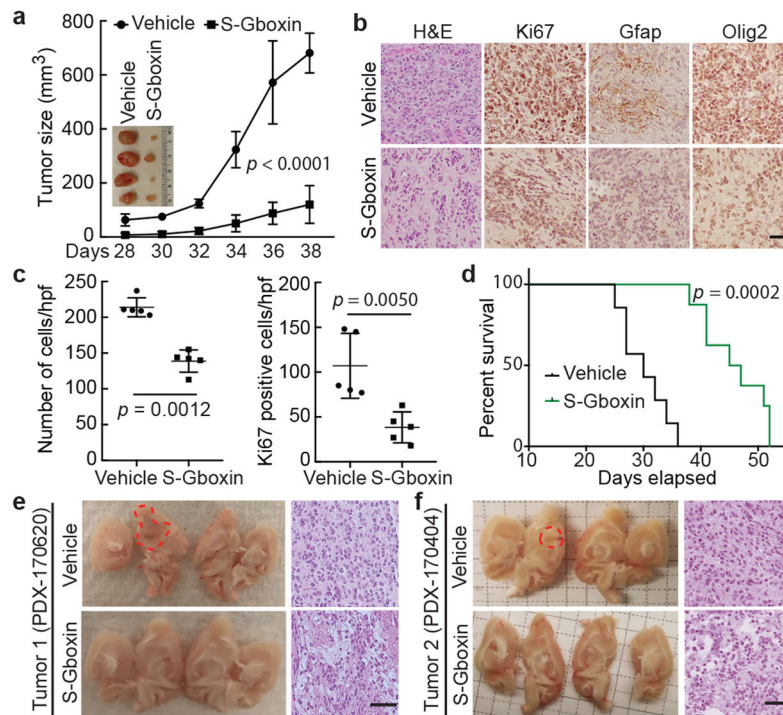 a
Vehicle S-Gboxin
Tumor size (mm³)
800
600
400
200
0
Vehicle
S-Gboxin
p < 0.0001
Days 28 30 32 34 36 38
b
H&E Ki67 Gfap Olig2
Vehicle
S-Gboxin
c
Number of cells/hpf
250
200
150
100
50
0
p = 0.0012
Vehicle S-Gboxin
Ki67 positive cells/hpf
200
150
100
50
0
p = 0.0050
Vehicle S-Gboxin
d
Percent survival
100
50
0
p = 0.0002
Vehicle
S-Gboxin
10 20 30 40 50
Days elapsed
e
Tumor 1 (PDX-170620)
Vehicle
S-Gboxin
f
Tumor 2 (PDX-170404)
Vehicle
S-Gboxin